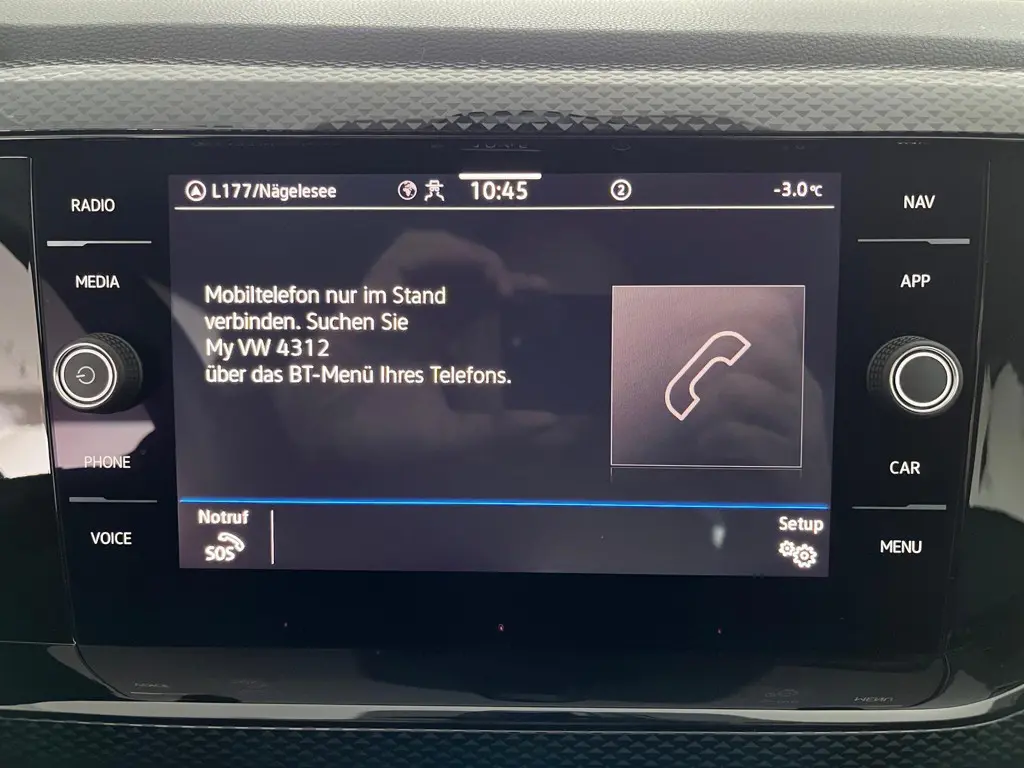 RADIO
MEDIA
PHONE
VOICE
L177/Nägelesee
10:45
2
-3.0°C
Mobiltelefon nur im Stand
verbinden. Suchen Sie
My VW 4312
über das BT-Menü Ihres Telefons.
Notruf
SOS
Setup
NAV
APP
CAR
MENU